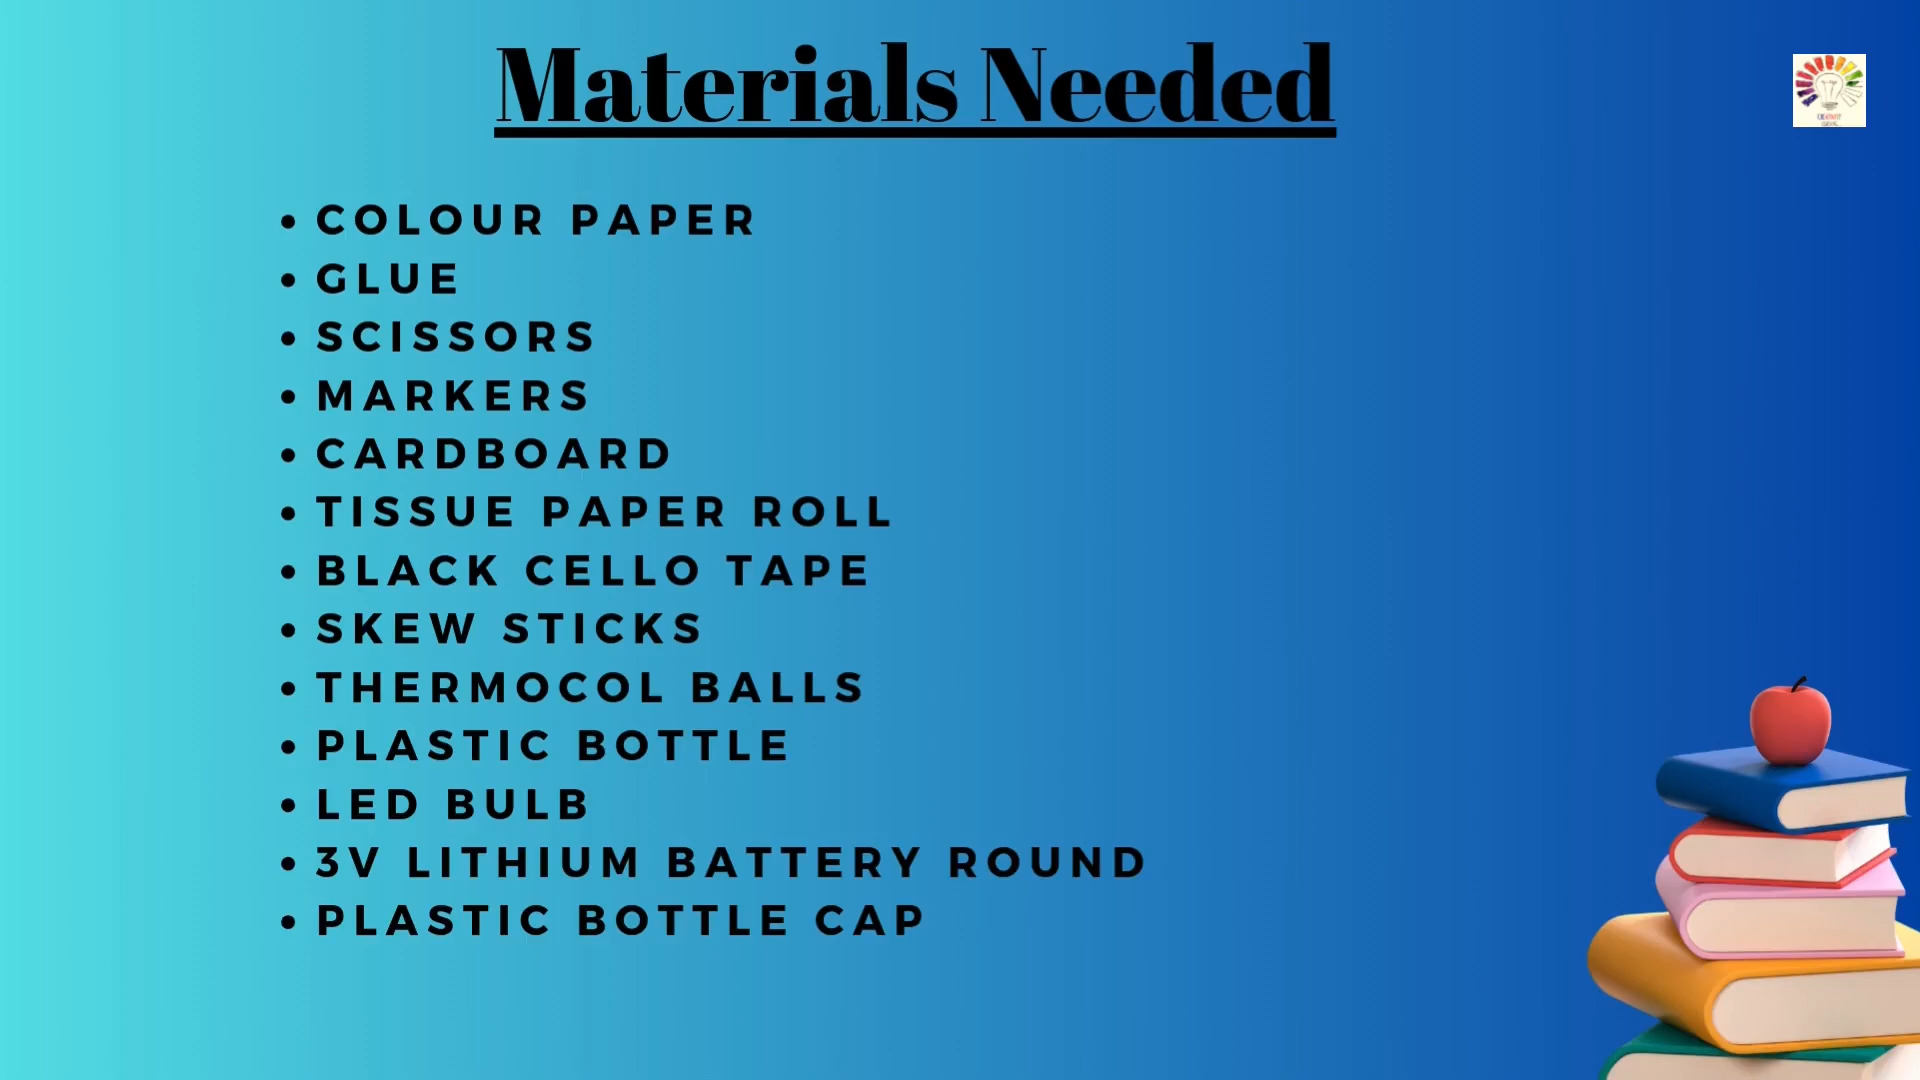 Materials Needed
• COLOUR PAPER
• GLUE
• SCISSORS
• MARKERS
• CARDBOARD
• TISSUE PAPER ROLL
• BLACK CELLO TAPE
• SKEW STICKS
• THERMOCOL BALLS
• PLASTIC BOTTLE
• LED BULB
• 3V LITHIUM BATTERY ROUND
• PLASTIC BOTTLE CAP